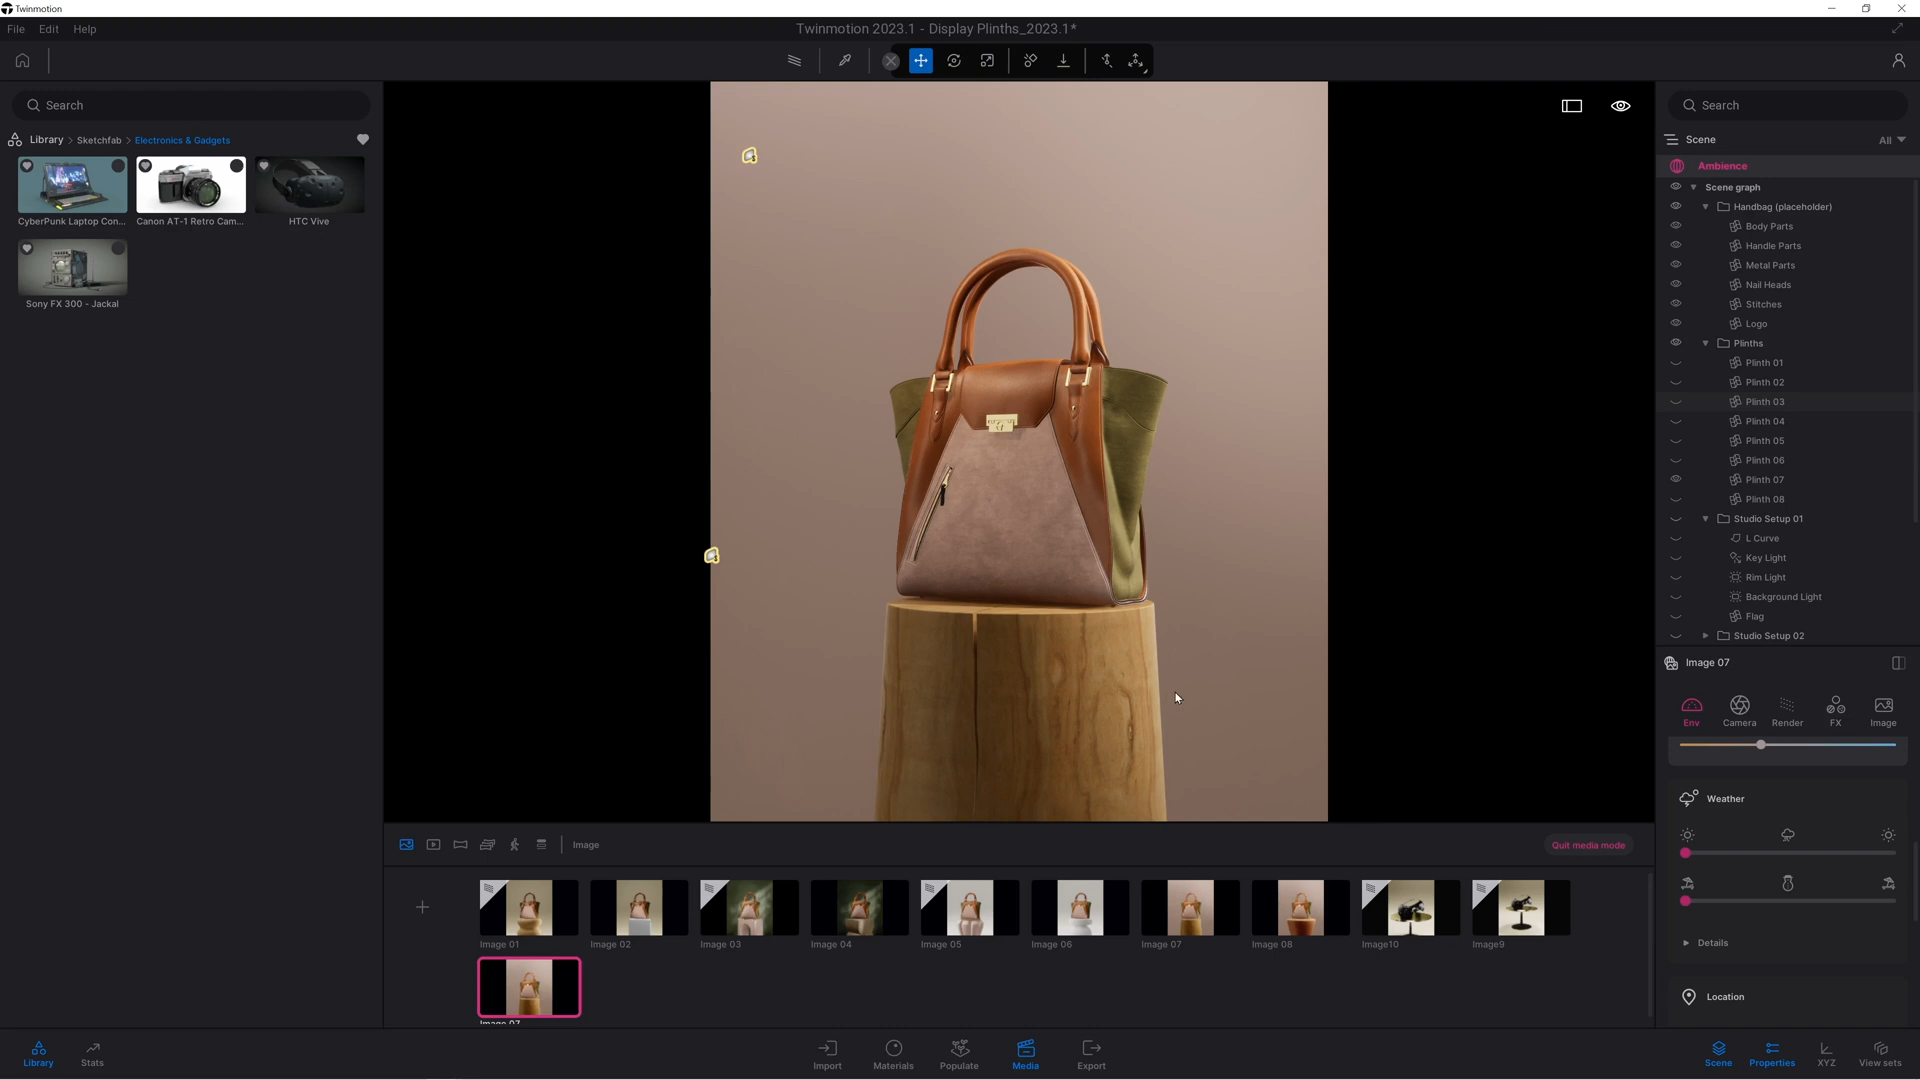 Twinmotion
File Edit Help
Twinmotion 2023.1 - Display Plinths_2023.1*
Search
Library > Sketchfab > Electronics & Gadgets
CyberPunk Laptop Con...
Canon AT-1 Retro Cam...
HTC Vive
Sony FX 300 - Jackal
Search
Scene
All
Ambience
Scene graph
Handbag (placeholder)
Body Parts
Handle Parts
Metal Parts
Nail Heads
Stitches
Logo
Plinths
Plinth 01
Plinth 02
Plinth 03
Plinth 04
Plinth 05
Plinth 06
Plinth 07
Plinth 08
Studio Setup 01
L Curve
Key Light
Rim Light
Background Light
Flag
Studio Setup 02
Image 07
Env Camera Render FX Image
Weather
Details
Location
Image
Quit media mode
Image 01 Image 02 Image 03 Image 04 Image 05 Image 06 Image 07 Image 08 Image10 Image9
Image 07
Library Stats Import Materials Populate Media Export Scene Properties XYZ View sets